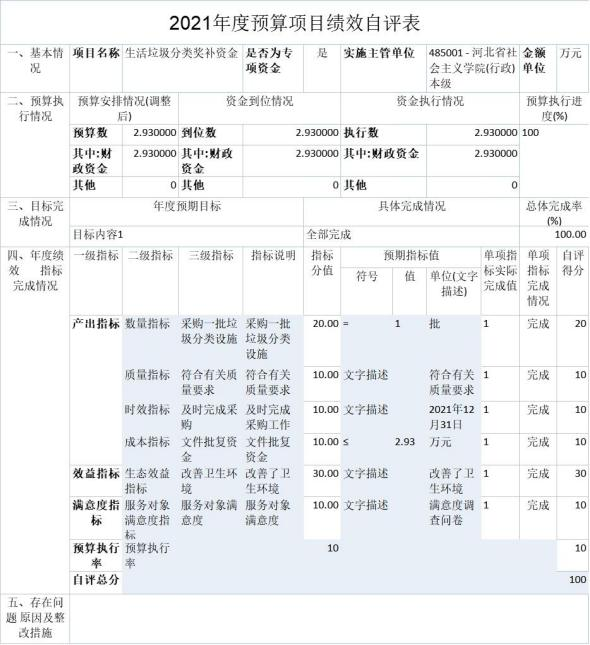 2021年度预算项目绩效自评表
一、基本情况 项目名称 生活垃圾分类奖补资金 是否为专项资金 是 实施主管单位 485001 - 河北省社会主义学院(行政)本级 金额单位 万元
二、预算执行情况 预算安排情况(调整后) 资金到位情况 资金执行情况 预算执行进度(%)
预算数 2.930000 到位数 2.930000 执行数 2.930000 100
其中:财政资金 2.930000 其中:财政资金 2.930000 其中:财政资金 2.930000
其他 0 其他 0 其他 0
三、目标完成情况 年度预期目标 具体完成情况 总体完成率(%)
目标内容1 全部完成 100.00
四、年度绩效 指标完成情况 一级指标 二级指标 三级指标 指标说明 指标分值 预期指标值 单项指标实际完成值 单项指标完成情况 自评得分
符号 值 单位(文字描述)
产出指标 数量指标 采购一批垃圾分类设施 采购一批垃圾分类设施 20.00 = 1 批 1 完成 20
质量指标 符合有关质量要求 符合有关质量要求 10.00 文字描述 符合有关质量要求 1 完成 10
时效指标 及时完成采购 及时完成采购工作 10.00 文字描述 2021年12月31日 1 完成 10
成本指标 文件批复资金 文件批复资金 10.00 ≤ 2.93 万元 1 完成 10
效益指标 生态效益指标 改善卫生环境 改善了卫生环境 30.00 文字描述 改善了卫生环境 1 完成 30
满意度指标 服务对象满意度指标 服务对象满意度 服务对象满意度 10.00 文字描述 满意度调查问卷 1 完成 10
预算执行率 预算执行率 10 10
自评总分 100
五、存在问题 原因及整改措施